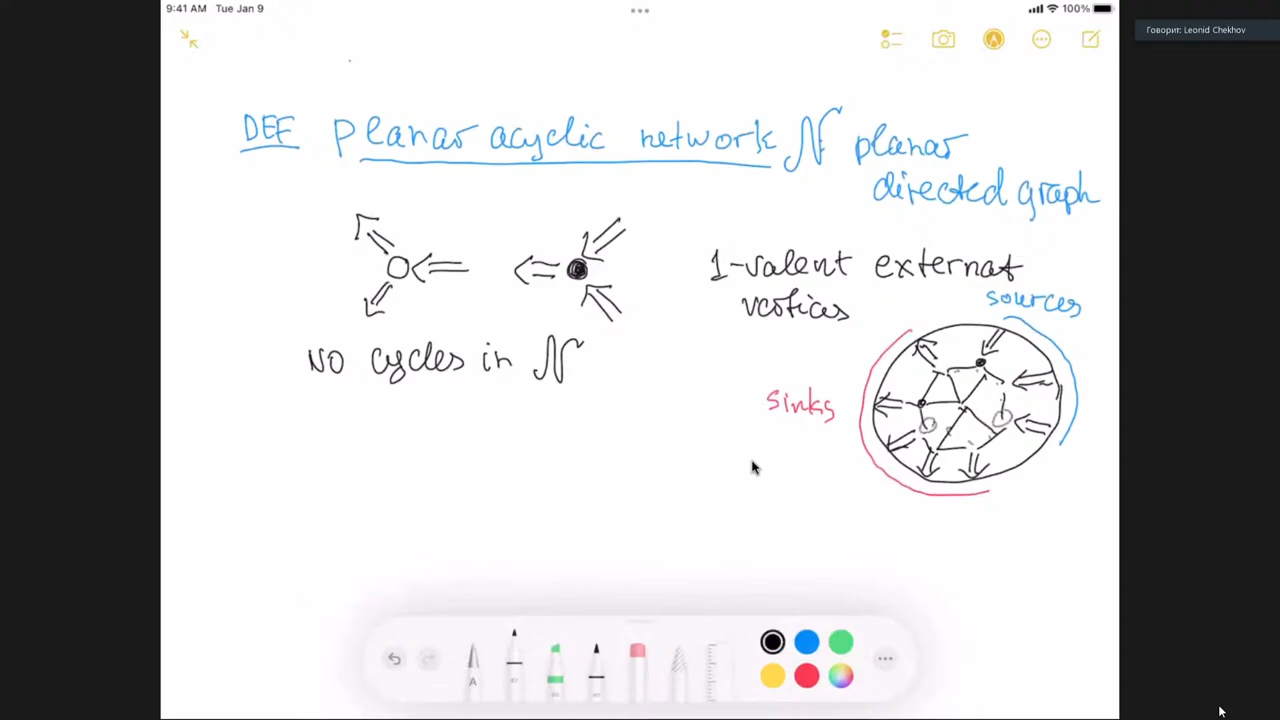 9:41 AM Tue Jan 9
100%
Говорит: Leonid Chekhov
DEF planar acyclic network N planar
directed graph
1-valent external
vertices
sources
NO cycles in N
sinks
A